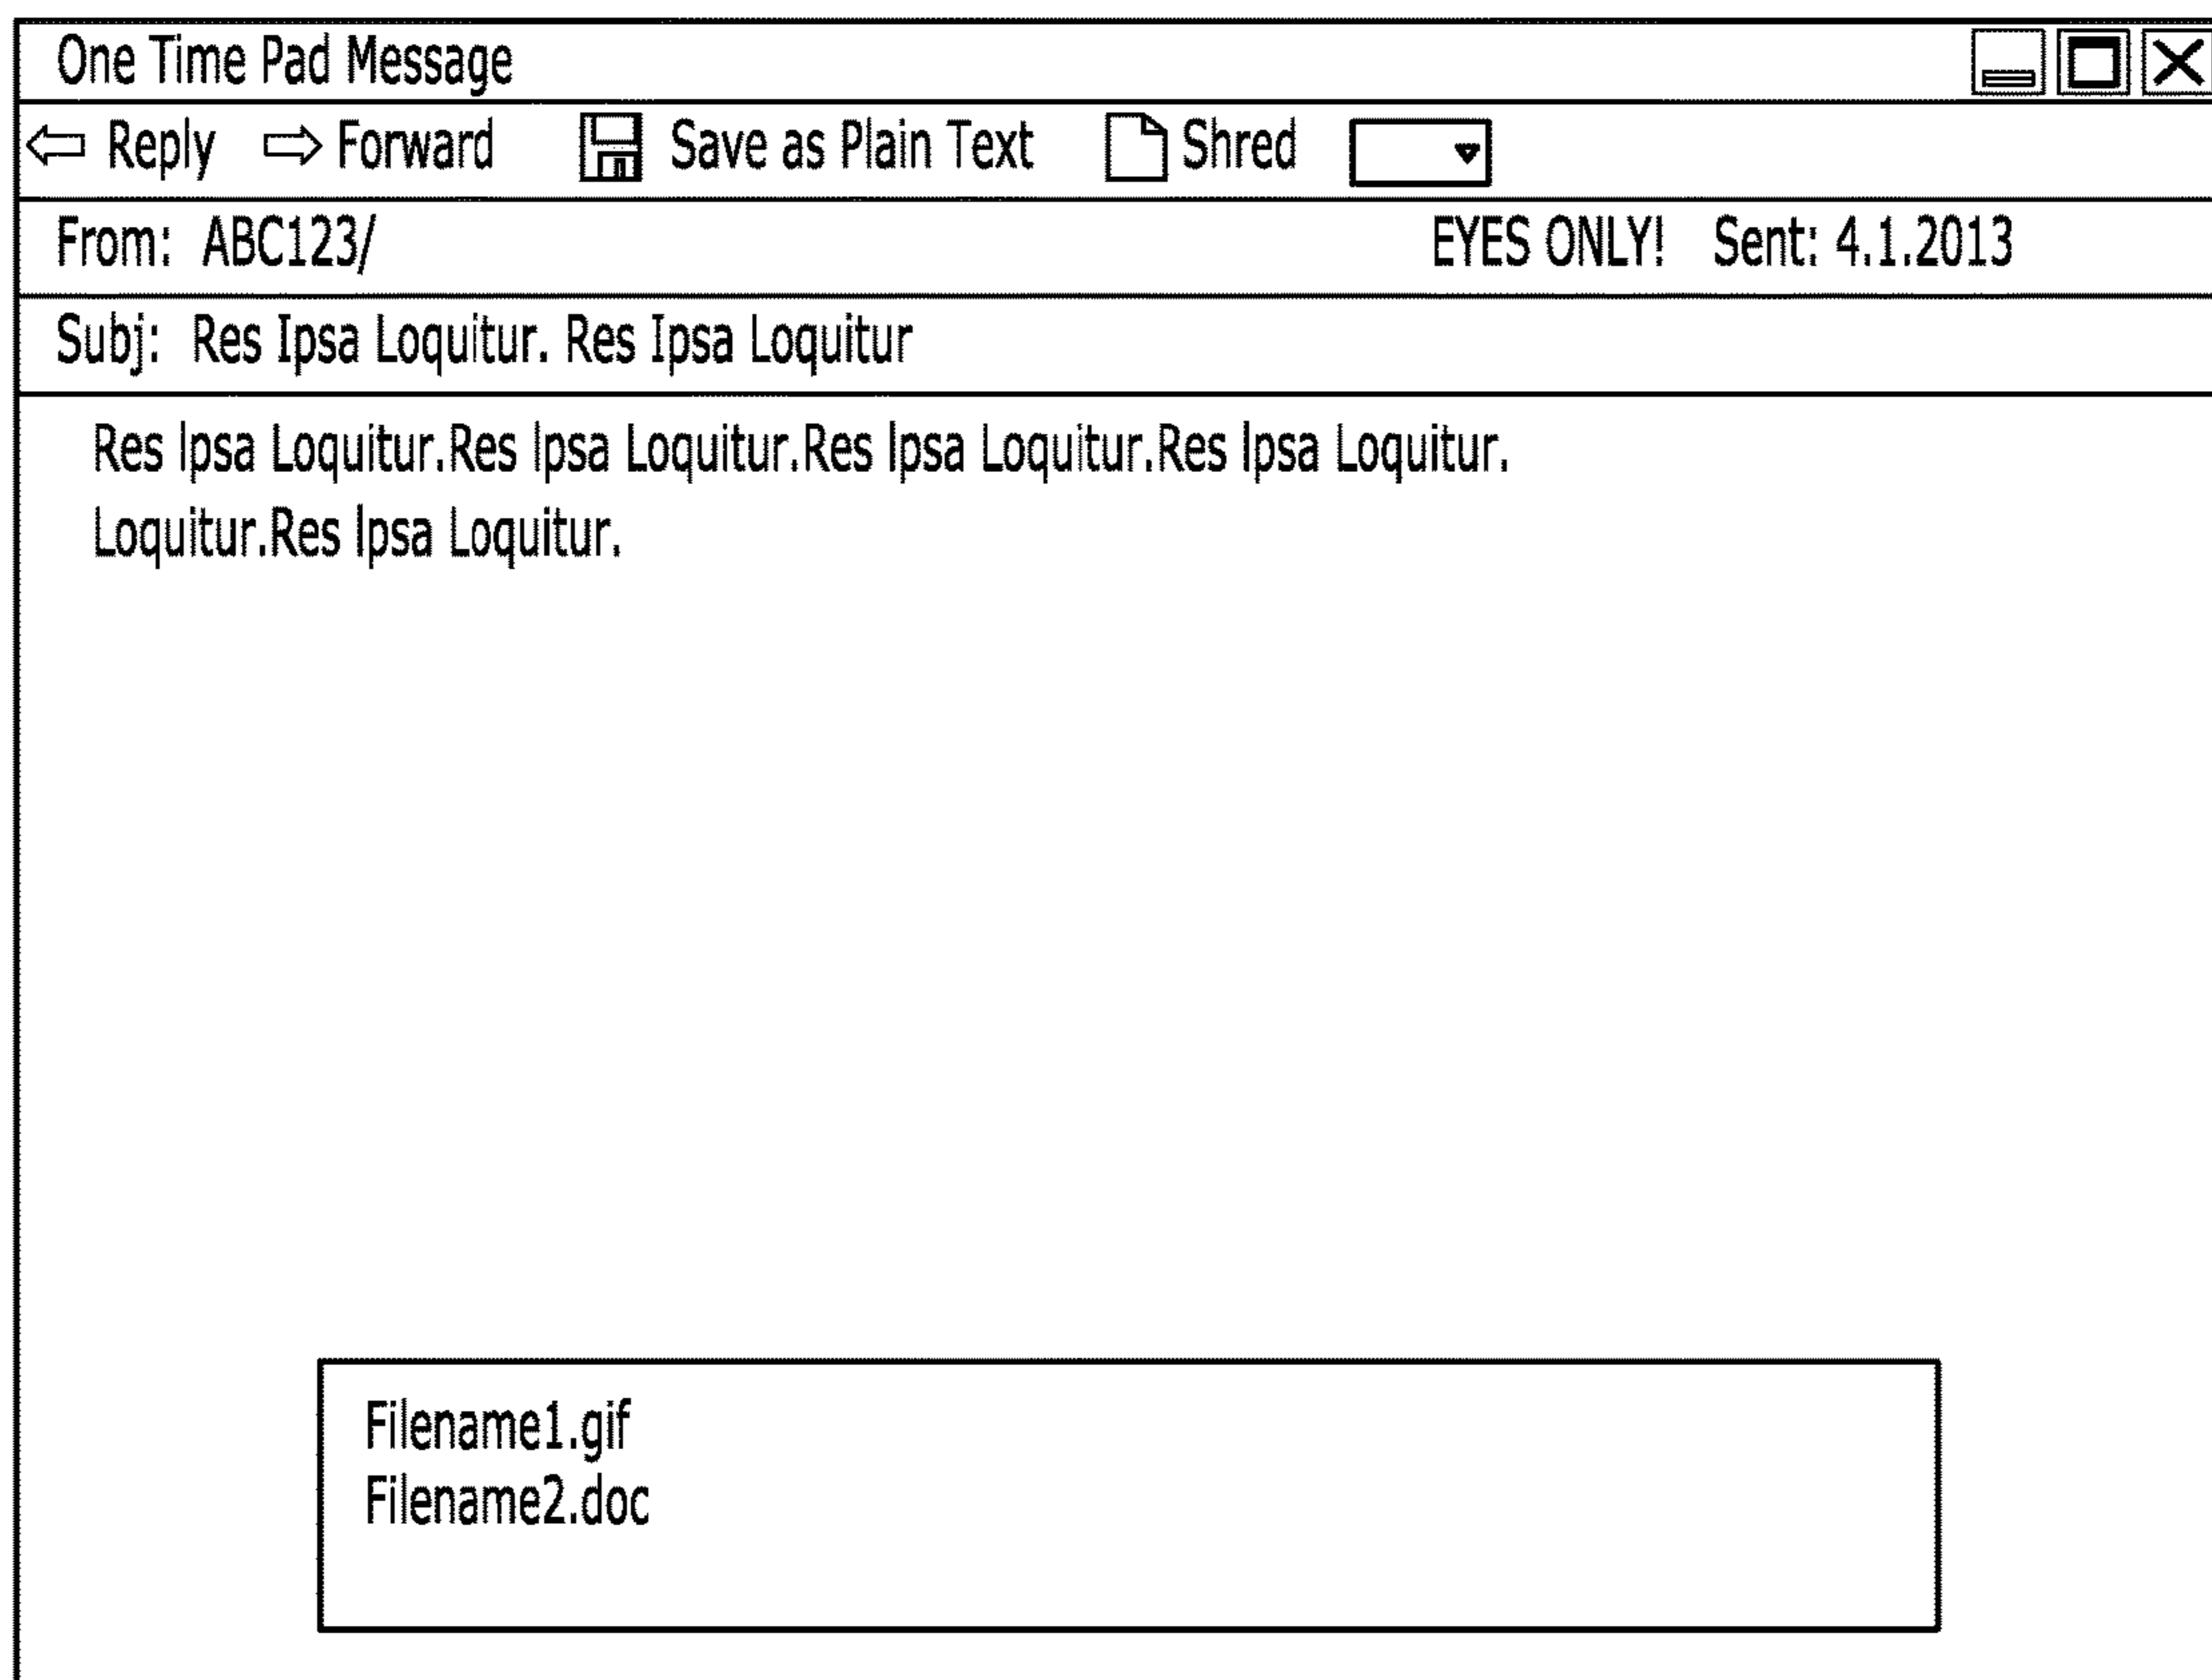 One Time Pad Message
Reply Forward Save as Plain Text Shred
From: ABC123/ EYES ONLY! Sent: 4.1.2013
Subj: Res Ipsa Loquitur. Res Ipsa Loquitur
Res Ipsa Loquitur.Res Ipsa Loquitur.Res Ipsa Loquitur.Res Ipsa Loquitur.
Loquitur.Res Ipsa Loquitur.
Filename1.gif
Filename2.doc